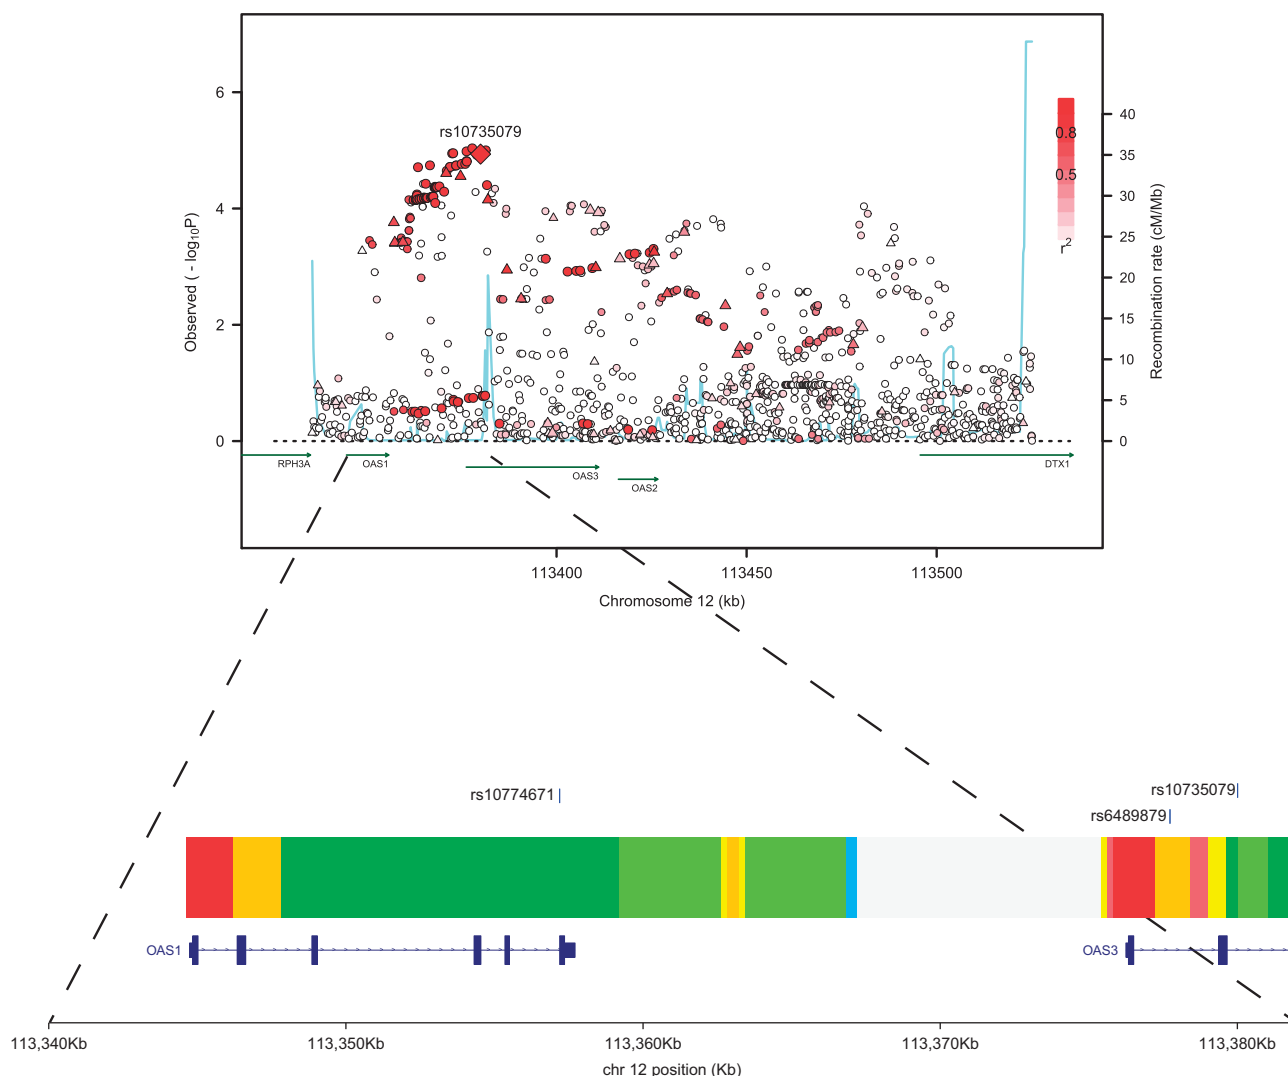 rs10735079
6
4
2
0
Observed ( - log10P)
40
35
30
25
20
15
10
5
0
Recombination rate (cM/Mb)
0.8
0.5
r2
RPH3A
OAS1
OAS3
OAS2
DTX1
113400
113450
113500
Chromosome 12 (kb)
rs10774671
rs10735079
rs6489879
OAS1
OAS3
113,340Kb
113,350Kb
113,360Kb
113,370Kb
113,380Kb
chr 12 position (Kb)